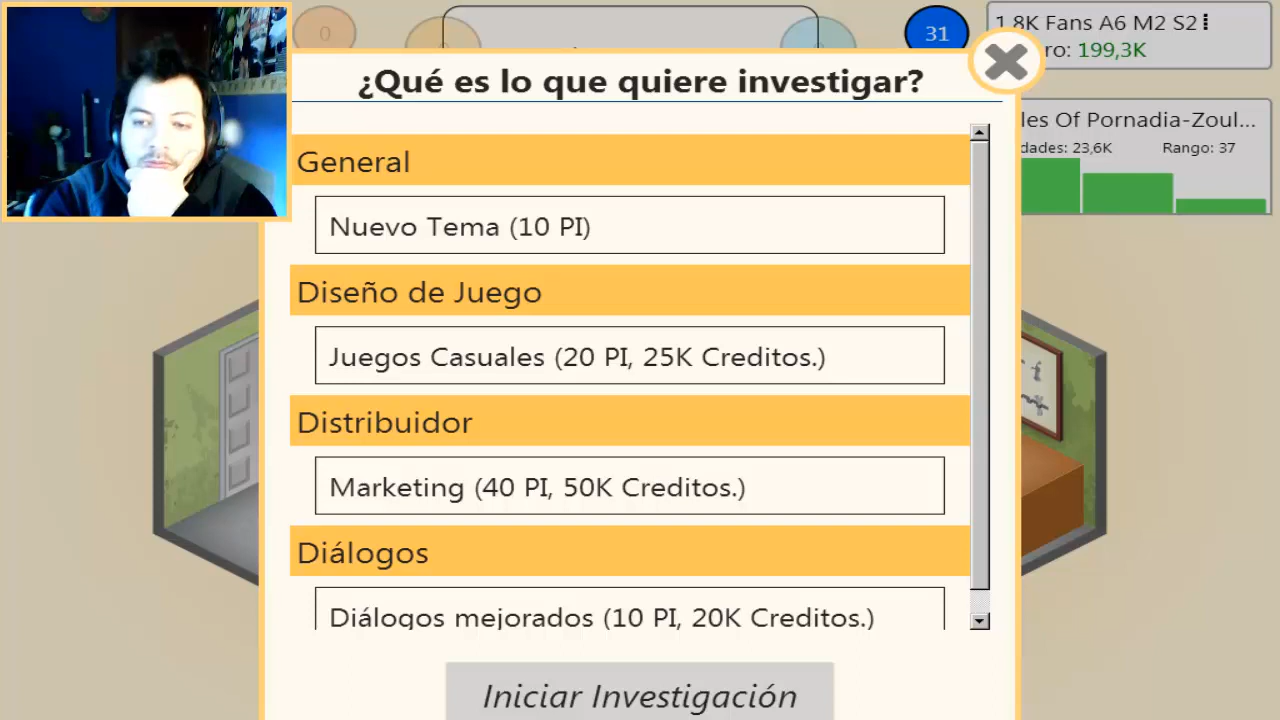 0
31
1.8K Fans A6 M2 S2
ro: 199,3K
¿Qué es lo que quiere investigar?
les Of Pornadia-Zoul...
dades: 23,6K Rango: 37
General
Nuevo Tema (10 PI)
Diseño de Juego
Juegos Casuales (20 PI, 25K Creditos.)
Distribuidor
Marketing (40 PI, 50K Creditos.)
Diálogos
Diálogos mejorados (10 PI, 20K Creditos.)
Iniciar Investigación